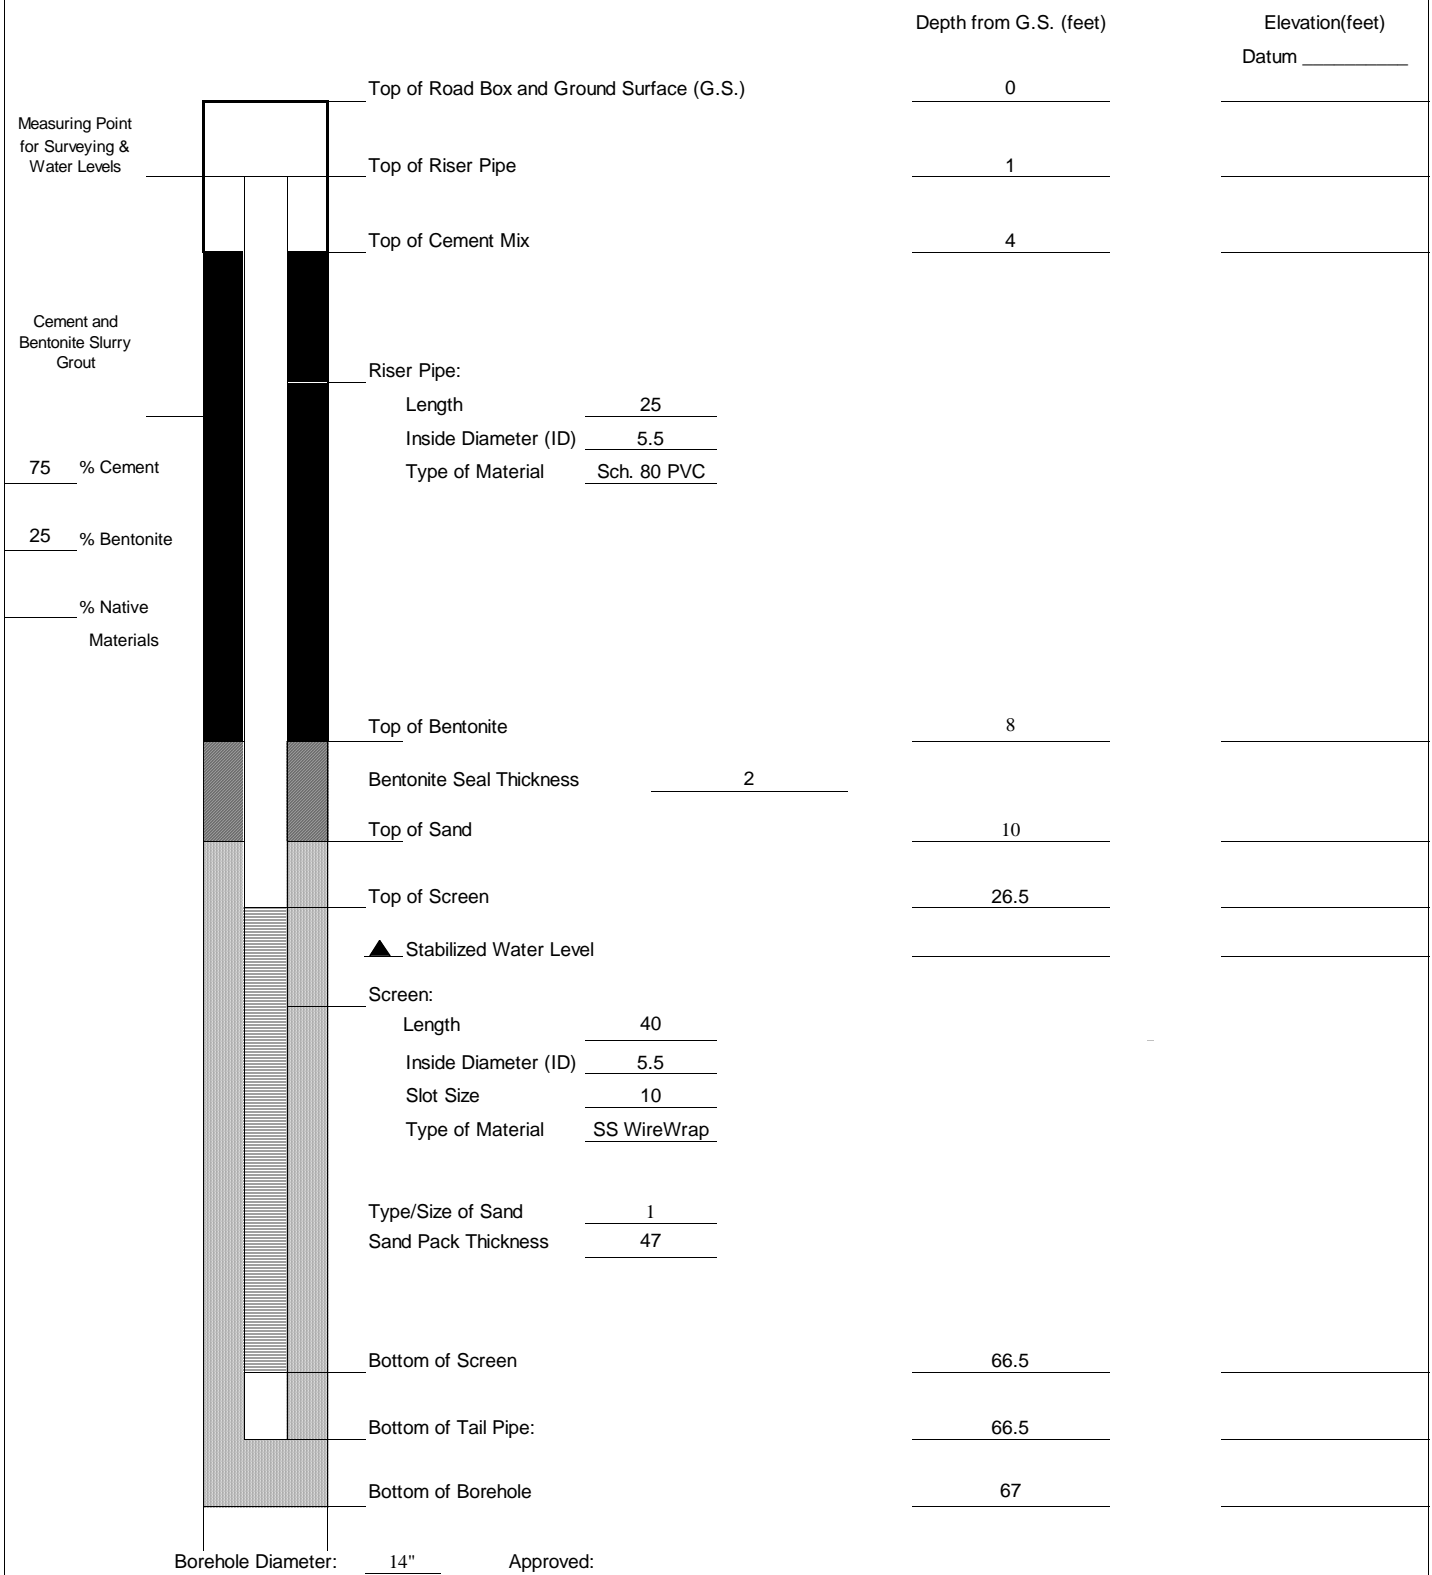 Depth from G.S. (feet) Elevation(feet)
Datum ___________
Top of Road Box and Ground Surface (G.S.) 0
Measuring Point
for Surveying &
Water Levels
Top of Riser Pipe 1
Top of Cement Mix 4
Cement and
Bentonite Slurry
Grout
Riser Pipe:
Length 25
Inside Diameter (ID) 5.5
75 % Cement
Type of Material Sch. 80 PVC
25 % Bentonite
% Native
Materials
Top of Bentonite 8
Bentonite Seal Thickness 2
Top of Sand 10
Top of Screen 26.5
Stabilized Water Level
Screen:
Length 40
Inside Diameter (ID) 5.5
Slot Size 10
Type of Material SS WireWrap
Type/Size of Sand 1
Sand Pack Thickness 47
Bottom of Screen 66.5
Bottom of Tail Pipe: 66.5
Bottom of Borehole 67
Borehole Diameter: 14" Approved: